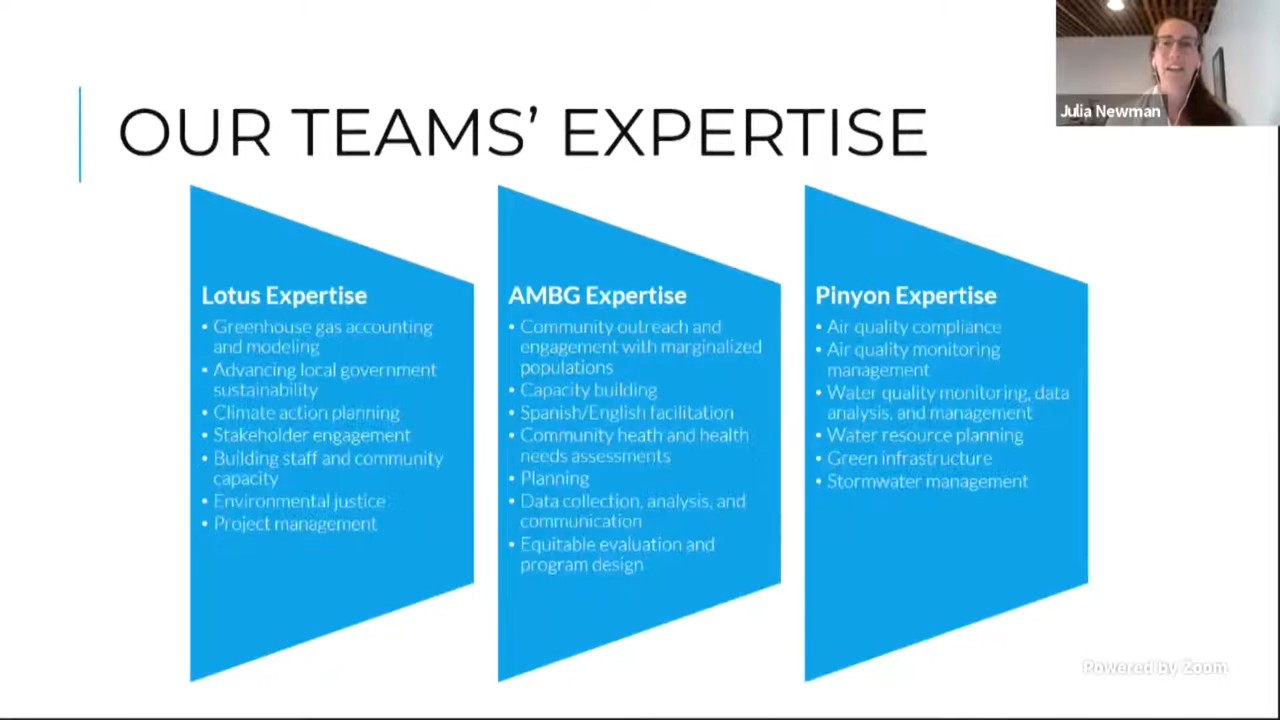 Julia Newman
OUR TEAMS’ EXPERTISE
Lotus Expertise
• Greenhouse gas accounting
and modeling
• Advancing local government
sustainability
• Climate action planning
• Stakeholder engagement
• Building staff and community
capacity
• Environmental justice
• Project management
AMBG Expertise
• Community outreach and
engagement with marginalized
populations
• Capacity building
• Spanish/English facilitation
• Community heath and health
needs assessments
• Planning
• Data collection, analysis, and
communication
• Equitable evaluation and
program design
Pinyon Expertise
• Air quality compliance
• Air quality monitoring
management
• Water quality monitoring, data
analysis, and management
• Water resource planning
• Green infrastructure
• Stormwater management
Powered by Zoom